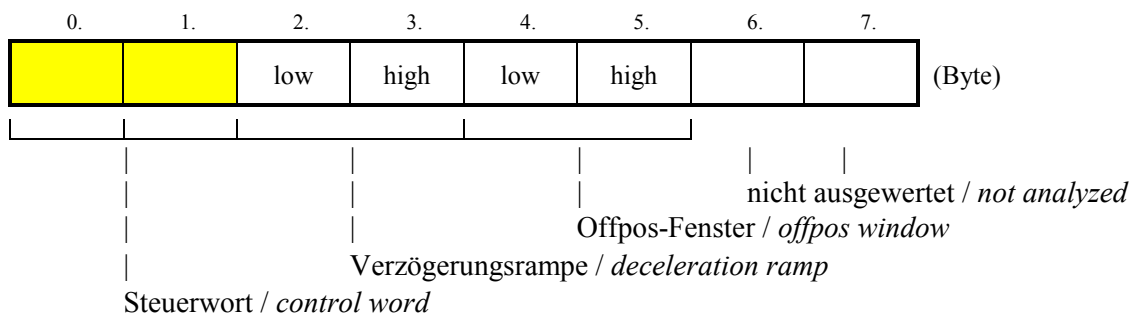 0. 1. 2. 3. 4. 5. 6. 7.
low high low high (Byte)
nicht ausgewertet / not analyzed
Offpos-Fenster / offpos window
Verzögerungsrampe / deceleration ramp
Steuerwort / control word